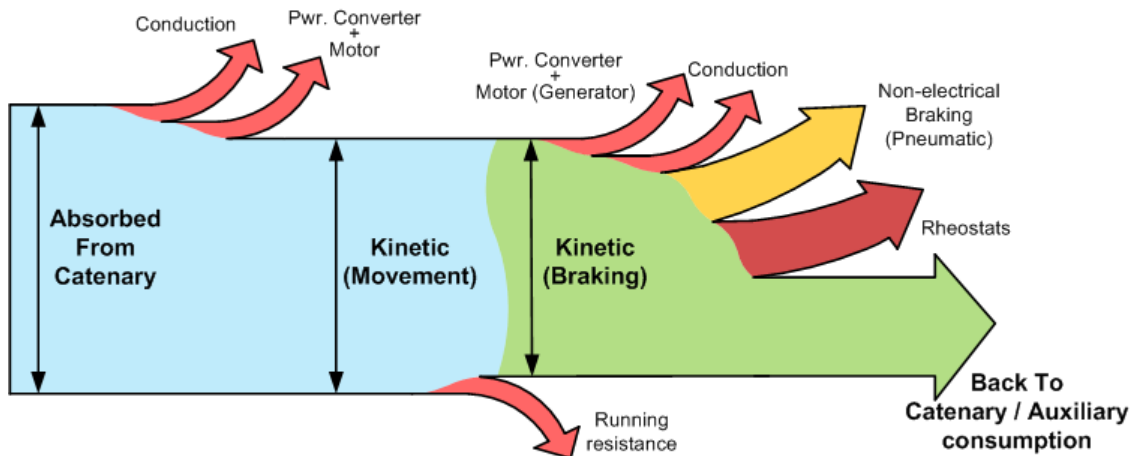 Conduction
Pwr. Converter
+
Motor
Pwr. Converter
+
Motor (Generator)
Conduction
Non-electrical
Braking
(Pneumatic)
Absorbed
From
Catenary
Kinetic
(Movement)
Kinetic
(Braking)
Rheostats
Running
resistance
Back To
Catenary / Auxiliary
consumption